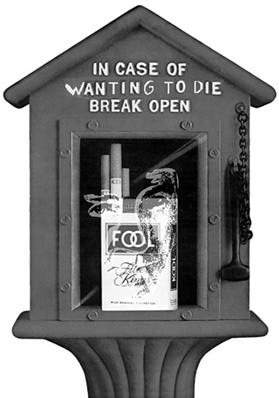 IN CASE OF
WANTING TO DIE
BREAK OPEN
FOOL